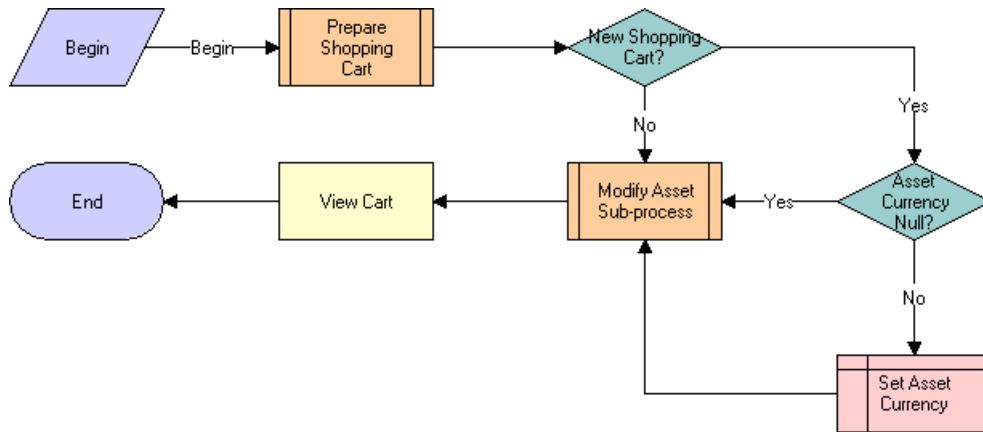 Begin
Begin
Prepare
Shopping
Cart
New Shopping
Cart?
Yes
No
End
View Cart
Modify Asset
Sub-process
Yes
Asset
Currency
Null?
No
Set Asset
Currency